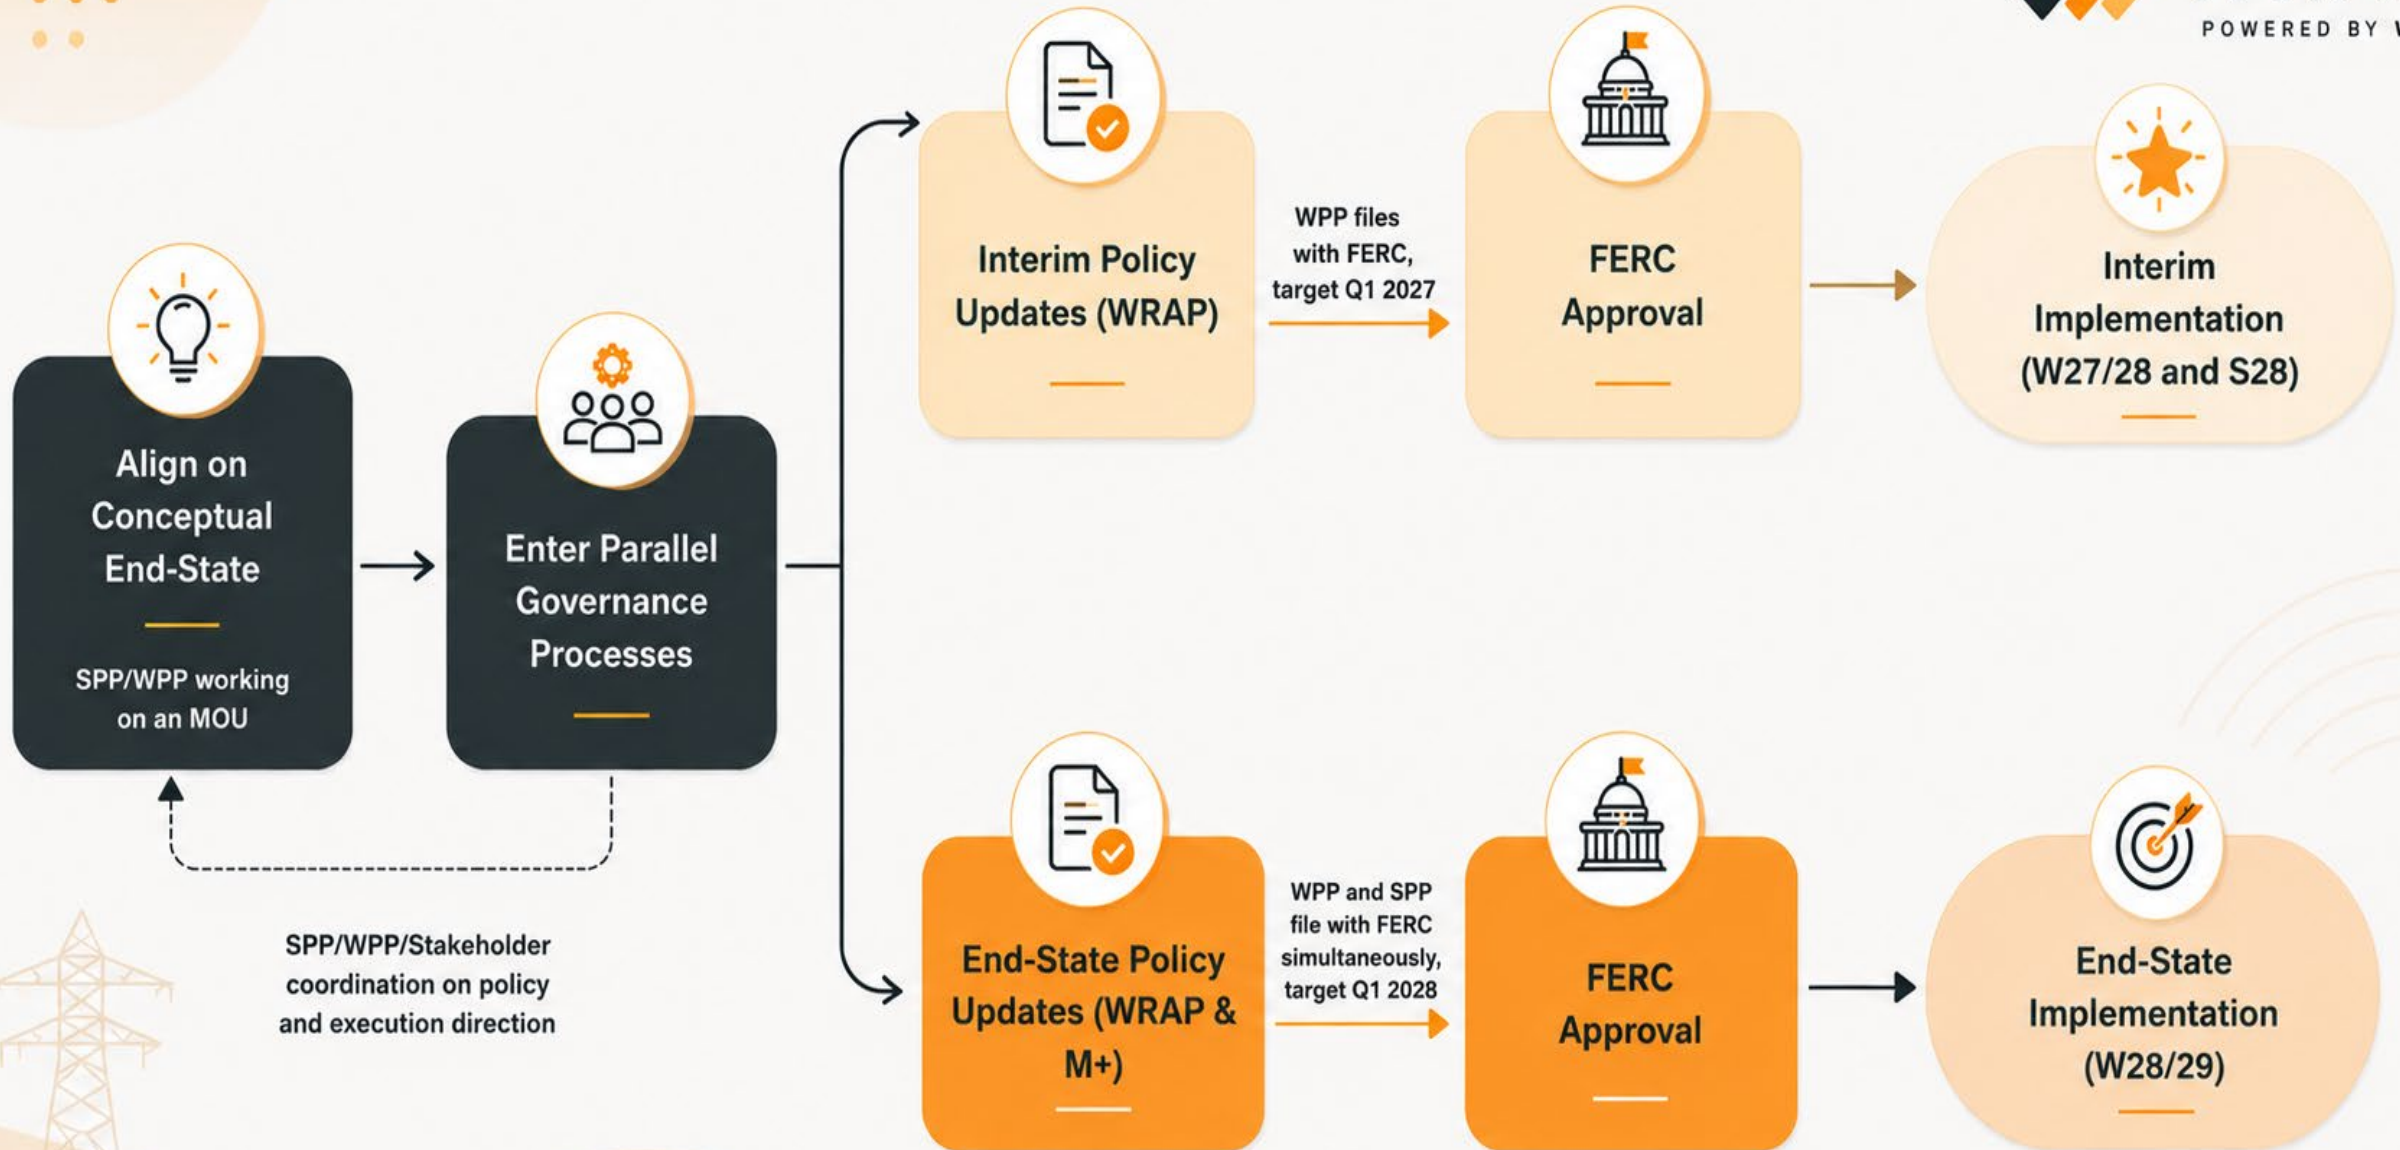 POWERED BY
Align on
Conceptual
End-State
SPP/WPP working
on an MOU
Enter Parallel
Governance
Processes
SPP/WPP/Stakeholder
coordination on policy
and execution direction
Interim Policy
Updates (WRAP)
WPP files
with FERC,
target Q1 2027
FERC
Approval
Interim
Implementation
(W27/28 and S28)
End-State Policy
Updates (WRAP &
M+)
WPP and SPP
file with FERC
simultaneously,
target Q1 2028
FERC
Approval
End-State
Implementation
(W28/29)